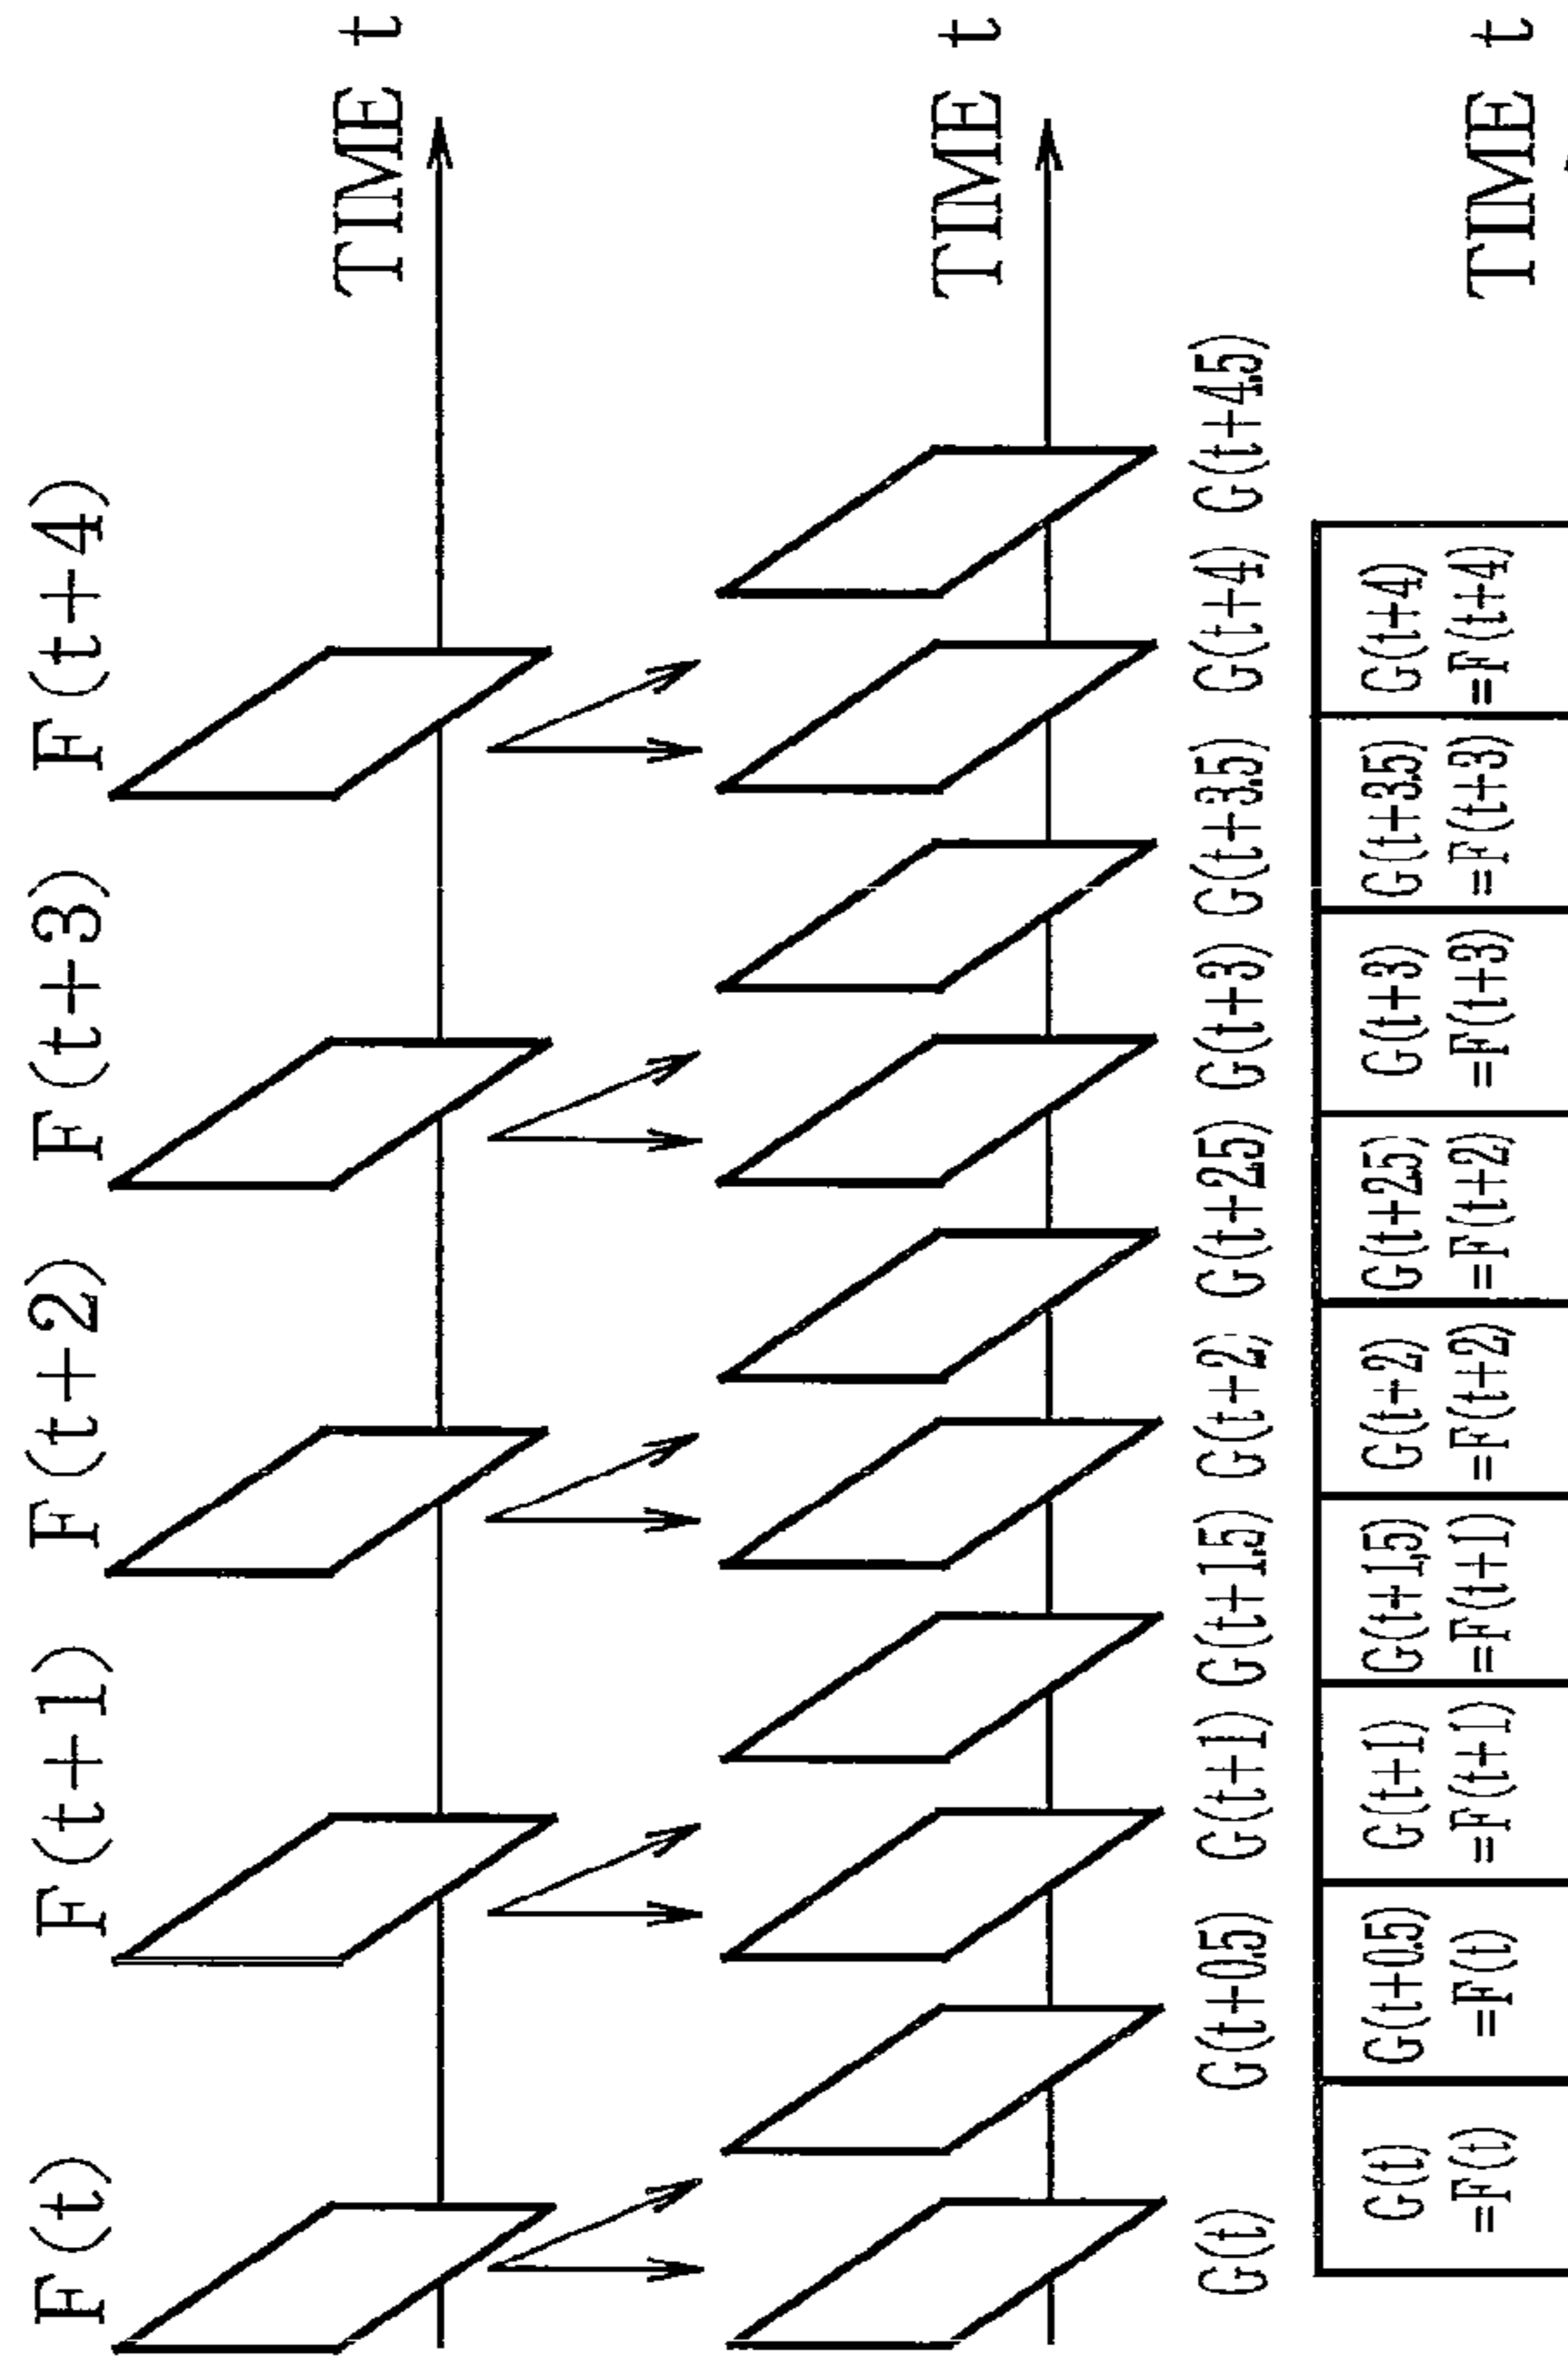 F(t) F(t+1) F(t+2) F(t+3) F(t+4)
TIME t
TIME t
G(t) G(t+0.5) G(t+1) G(t+1.5) G(t+2) G(t+2.5) G(t+3) G(t+3.5) G(t+4) G(t+4.5)
G(t) G(t+0.5) G(t+1) G(t+1.5) G(t+2) G(t+2.5) G(t+3) G(t+3.5) G(t+4)
=F(t) =F(t) =F(t+1) =F(t+1) =F(t+2) =F(t+2) =F(t+3) =F(t+3) =F(t+4)
TIME t